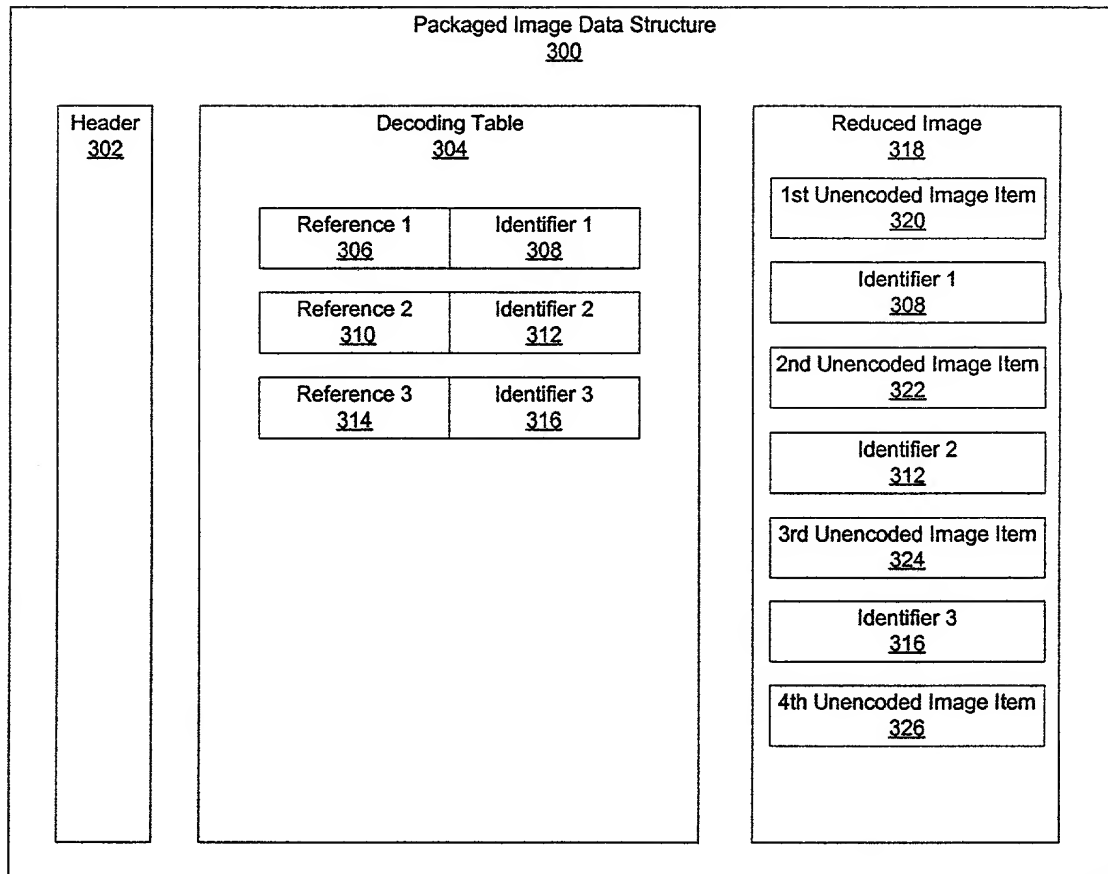 Packaged Image Data Structure
300
Header
302
Decoding Table
304
Reference 1
306
Identifier 1
308
Reference 2
310
Identifier 2
312
Reference 3
314
Identifier 3
316
Reduced Image
318
1st Unencoded Image Item
320
Identifier 1
308
2nd Unencoded Image Item
322
Identifier 2
312
3rd Unencoded Image Item
324
Identifier 3
316
4th Unencoded Image Item
326